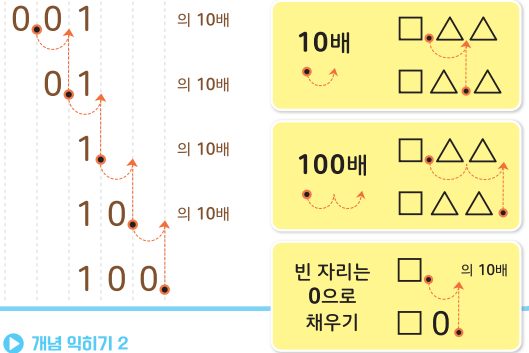 0.01 의 10배
0.1 의 10배
1 의 10배
10 의 10배
100
개념 익히기 2
10배
100배
빈 자리는
0으로
채우기
의 10배
0